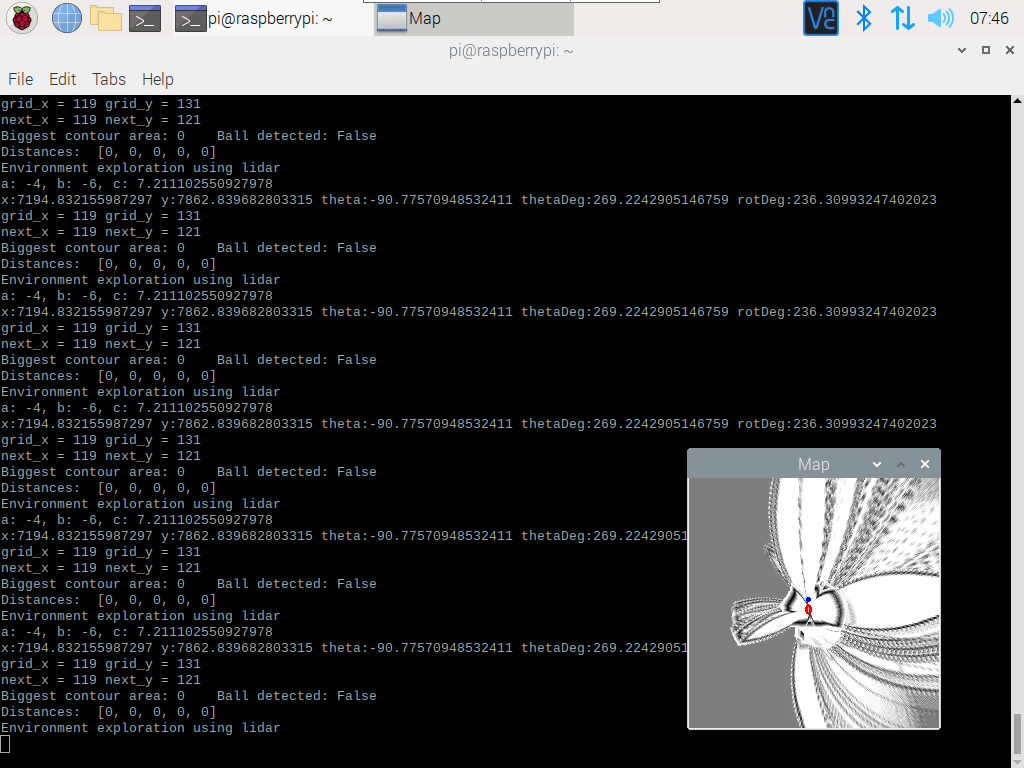 pi@raspberrypi: ~
Map
07:46
pi@raspberrypi: ~
File Edit Tabs Help
grid_x = 119 grid_y = 131
next_x = 119 next_y = 121
Biggest contour area: 0    Ball detected: False
Distances:  [0, 0, 0, 0, 0]
Environment exploration using lidar
a: -4, b: -6, c: 7.211102550927978
x:7194.832155987297 y:7862.839682803315 theta:-90.77570948532411 thetaDeg:269.2242905146759 rotDeg:236.30993247402023
grid_x = 119 grid_y = 131
next_x = 119 next_y = 121
Biggest contour area: 0    Ball detected: False
Distances:  [0, 0, 0, 0, 0]
Environment exploration using lidar
a: -4, b: -6, c: 7.211102550927978
x:7194.832155987297 y:7862.839682803315 theta:-90.77570948532411 thetaDeg:269.2242905146759 rotDeg:236.30993247402023
grid_x = 119 grid_y = 131
next_x = 119 next_y = 121
Biggest contour area: 0    Ball detected: False
Distances:  [0, 0, 0, 0, 0]
Environment exploration using lidar
a: -4, b: -6, c: 7.211102550927978
x:7194.832155987297 y:7862.839682803315 theta:-90.77570948532411 thetaDeg:269.2242905146759 rotDeg:236.30993247402023
grid_x = 119 grid_y = 131
next_x = 119 next_y = 121
Biggest contour area: 0    Ball detected: False
Distances:  [0, 0, 0, 0, 0]
Environment exploration using lidar
a: -4, b: -6, c: 7.211102550927978
x:7194.832155987297 y:7862.839682803315 theta:-90.77570948532411 thetaDeg:269.22429051
grid_x = 119 grid_y = 131
next_x = 119 next_y = 121
Biggest contour area: 0    Ball detected: False
Distances:  [0, 0, 0, 0, 0]
Environment exploration using lidar
a: -4, b: -6, c: 7.211102550927978
x:7194.832155987297 y:7862.839682803315 theta:-90.77570948532411 thetaDeg:269.22429051
grid_x = 119 grid_y = 131
next_x = 119 next_y = 121
Biggest contour area: 0    Ball detected: False
Distances:  [0, 0, 0, 0, 0]
Environment exploration using lidar
Map